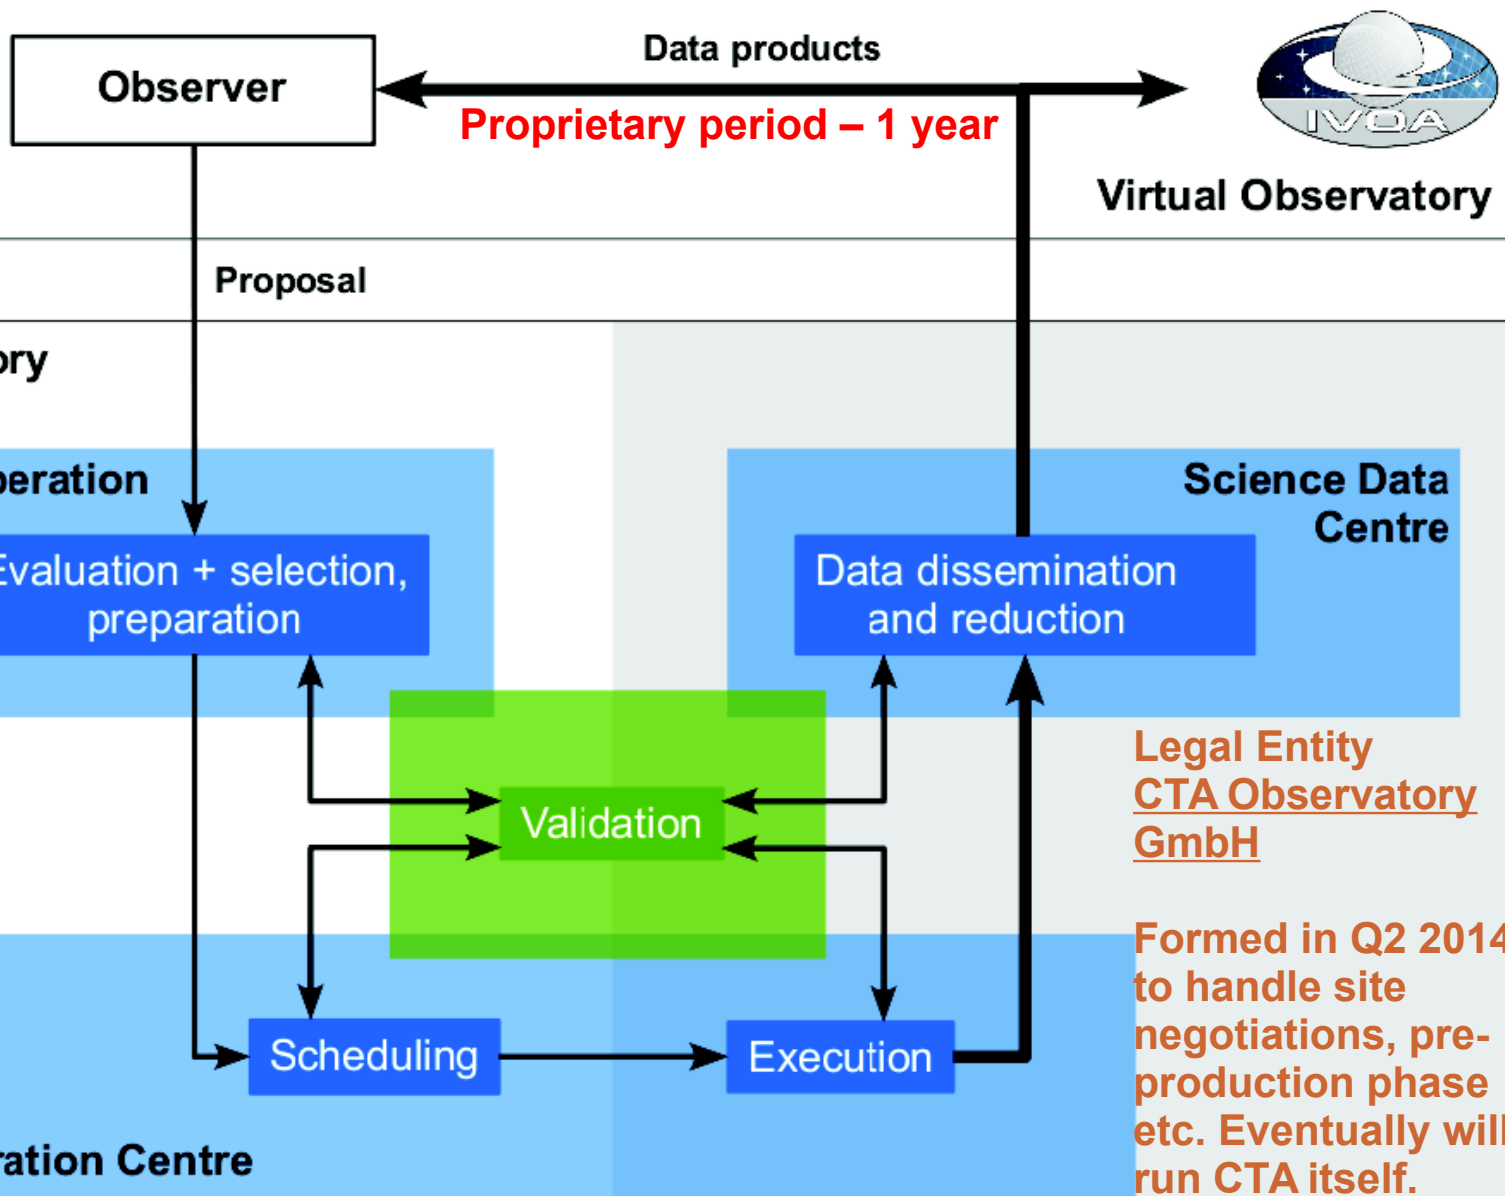 Observer
Data products
Proprietary period – 1 year
IVOA
Virtual Observatory
Proposal
ory
peration
Evaluation + selection,
preparation
Science Data
Centre
Data dissemination
and reduction
Validation
Legal Entity
CTA Observatory
GmbH
Formed in Q2 2014
to handle site
negotiations, pre-
production phase
etc. Eventually will
run CTA itself.
Scheduling
Execution
ration Centre